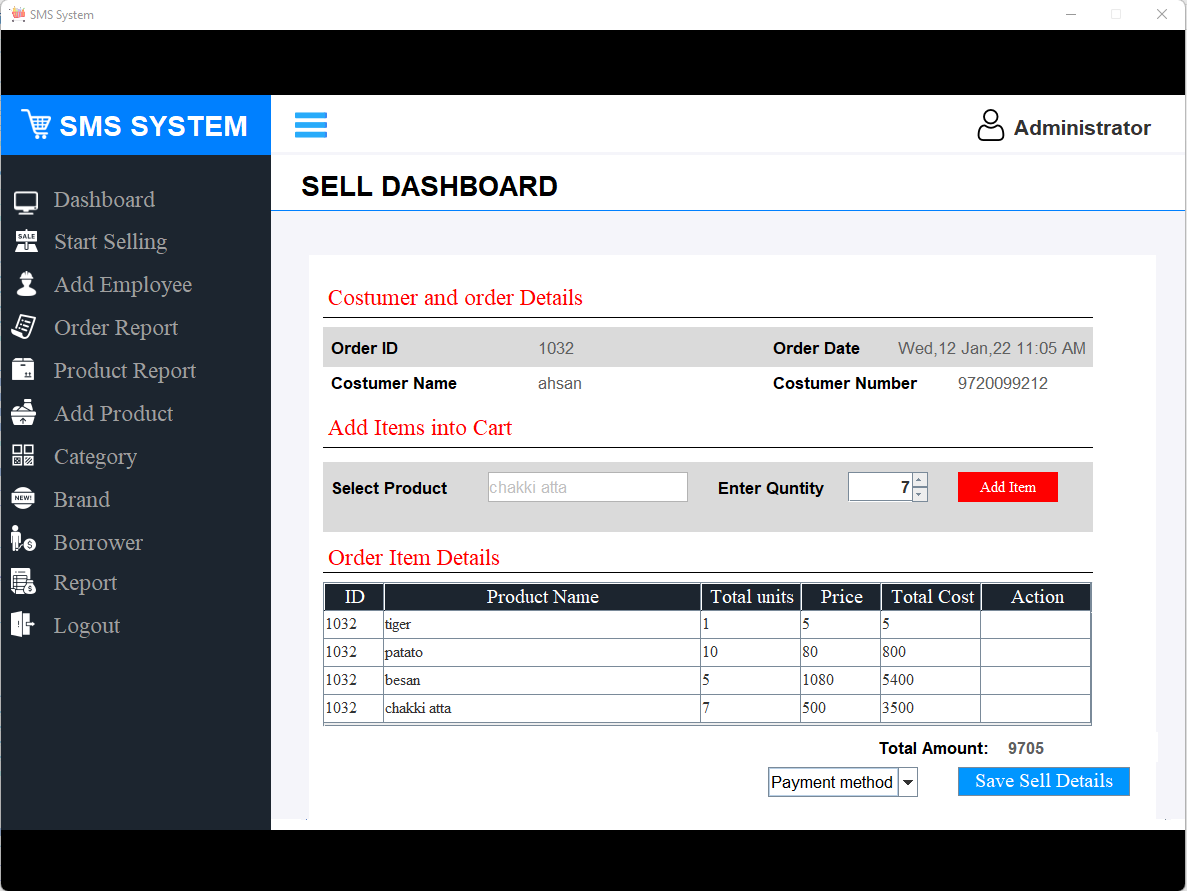 SMS System
SMS SYSTEM
Administrator
SELL DASHBOARD
Dashboard
SALE
Start Selling
Add Employee
Order Report
Product Report
Add Product
Category
NEW!
Brand
Borrower
Report
Logout
Costumer and order Details
Order ID 1032 Order Date Wed,12 Jan,22 11:05 AM
Costumer Name ahsan Costumer Number 9720099212
Add Items into Cart
Select Product chakki atta Enter Quntity 7 Add Item
Order Item Details
ID Product Name Total units Price Total Cost Action
1032 tiger 1 5 5
1032 patato 10 80 800
1032 besan 5 1080 5400
1032 chakki atta 7 500 3500
Total Amount: 9705
Payment method Save Sell Details